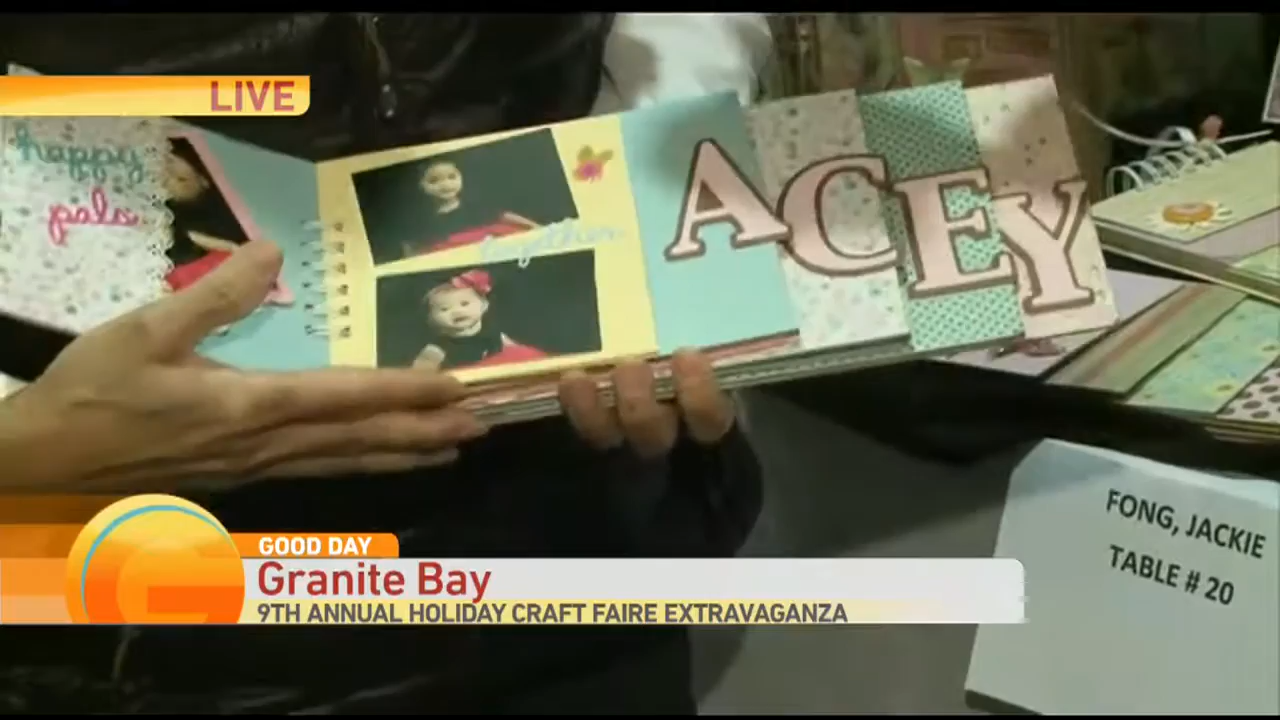 LIVE
happy
pals
together
ACEY
FONG, JACKIE
TABLE # 20
GOOD DAY
Granite Bay
9TH ANNUAL HOLIDAY CRAFT FAIRE EXTRAVAGANZA